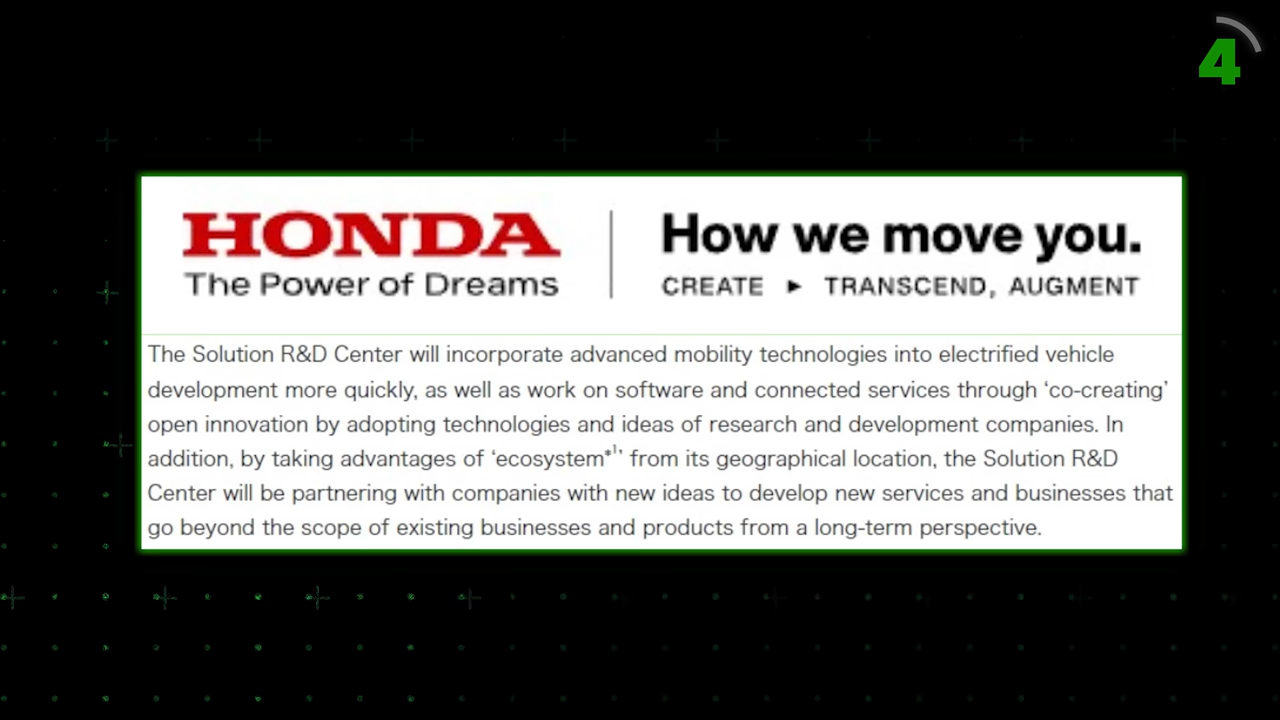 4
HONDA
The Power of Dreams
How we move you.
CREATE ► TRANSCEND, AUGMENT
The Solution R&D Center will incorporate advanced mobility technologies into electrified vehicle
development more quickly, as well as work on software and connected services through ‘co-creating’
open innovation by adopting technologies and ideas of research and development companies. In
addition, by taking advantages of ‘ecosystem*¹’ from its geographical location, the Solution R&D
Center will be partnering with companies with new ideas to develop new services and businesses that
go beyond the scope of existing businesses and products from a long-term perspective.